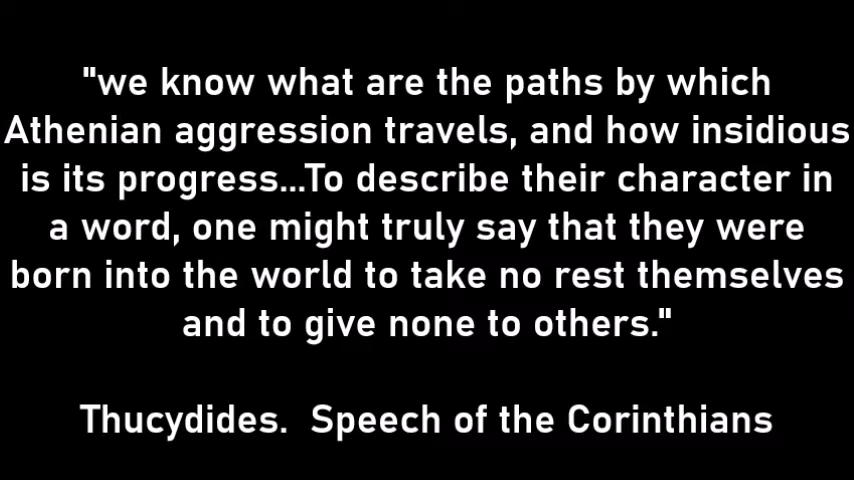 "we know what are the paths by which
Athenian aggression travels, and how insidious
is its progress...To describe their character in
a word, one might truly say that they were
born into the world to take no rest themselves
and to give none to others."
Thucydides.  Speech of the Corinthians